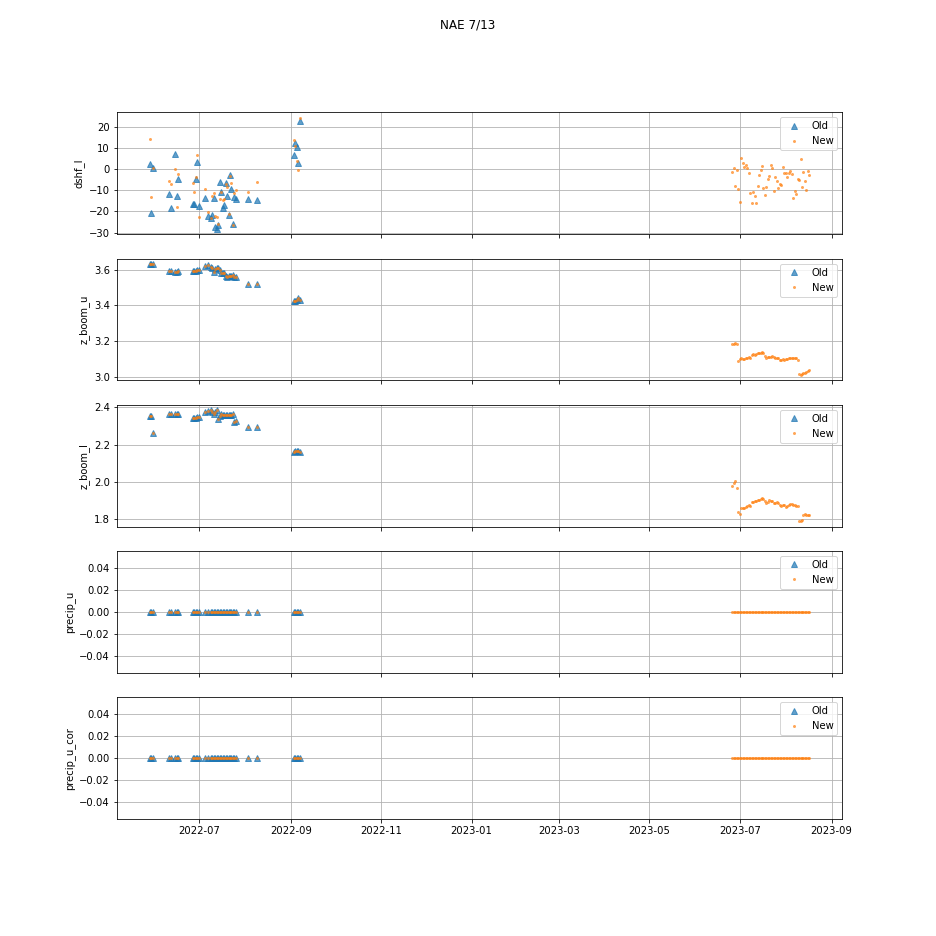 NAE 7/13
20
10
0
−10
−20
−30
dshf_l
Old
New
3.6
3.4
3.2
3.0
z_boom_u
Old
New
2.4
2.2
2.0
1.8
z_boom_l
Old
New
0.04
0.02
0.00
−0.02
−0.04
precip_u
Old
New
0.04
0.02
0.00
−0.02
−0.04
precip_u_cor
Old
New
2022-07 2022-09 2022-11 2023-01 2023-03 2023-05 2023-07 2023-09